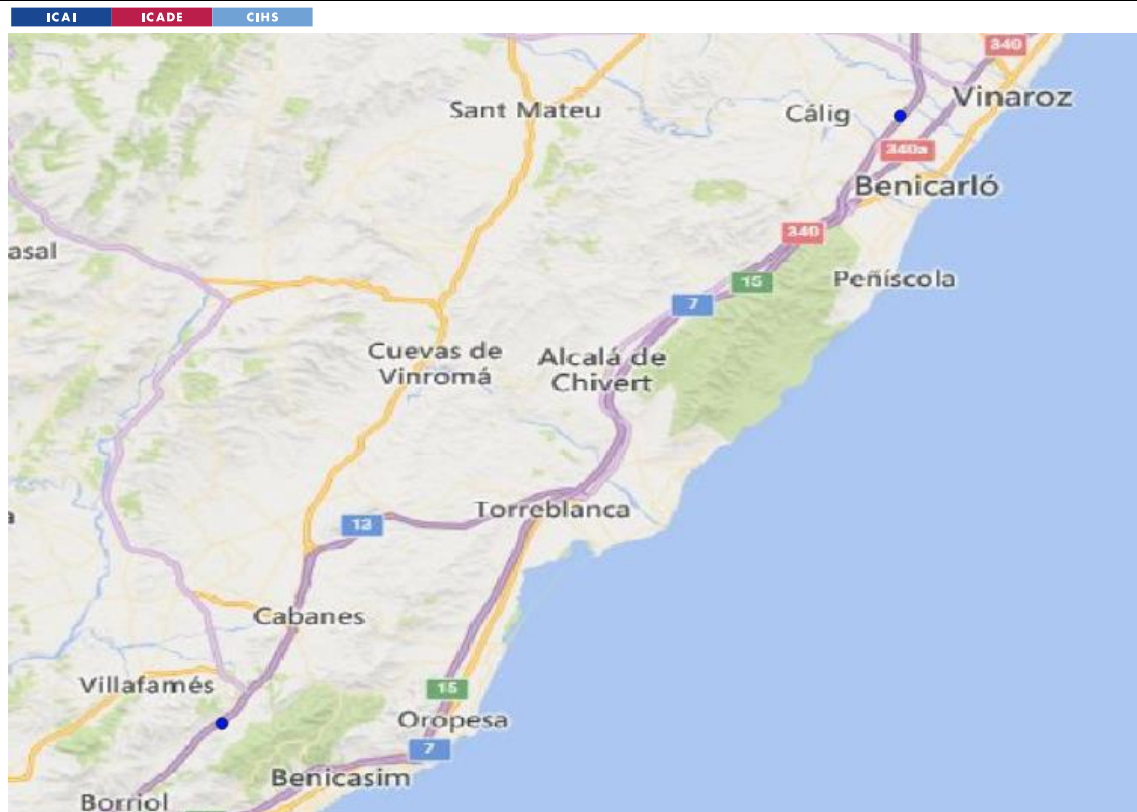 ICAI ICADE CIHS
340
Vinaroz
Sant Mateu
Cálig
340a
Benicarló
340
asal
15
Peñíscola
7
Cuevas de
Vinromá
Alcalá de
Chivert
Torreblanca
13
a
Cabanes
Villafamés
15
Oropesa
7
Benicasim
Borriol